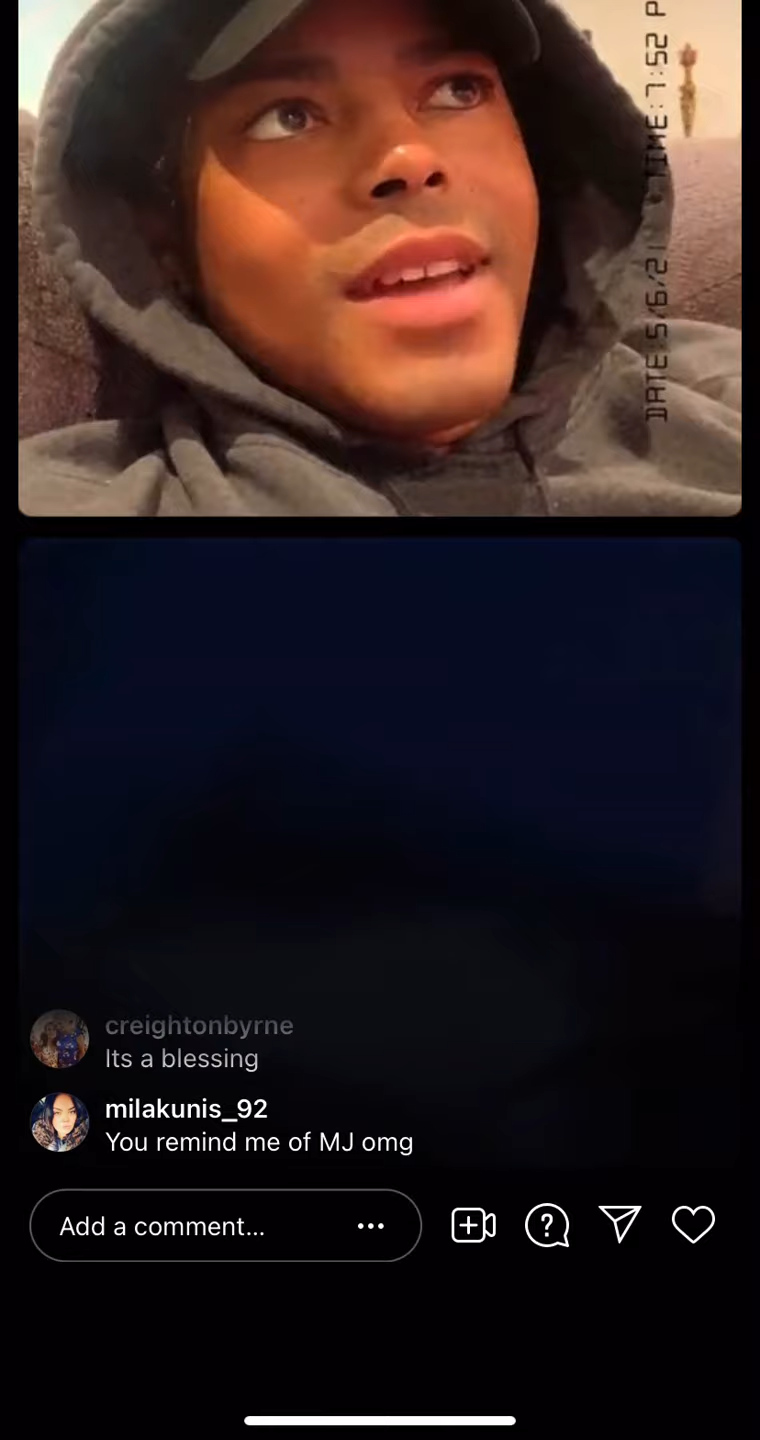 DATE:5/6/21 • TIME:7:52 P
creightonbyrne
Its a blessing
milakunis_92
You remind me of MJ omg
Add a comment...